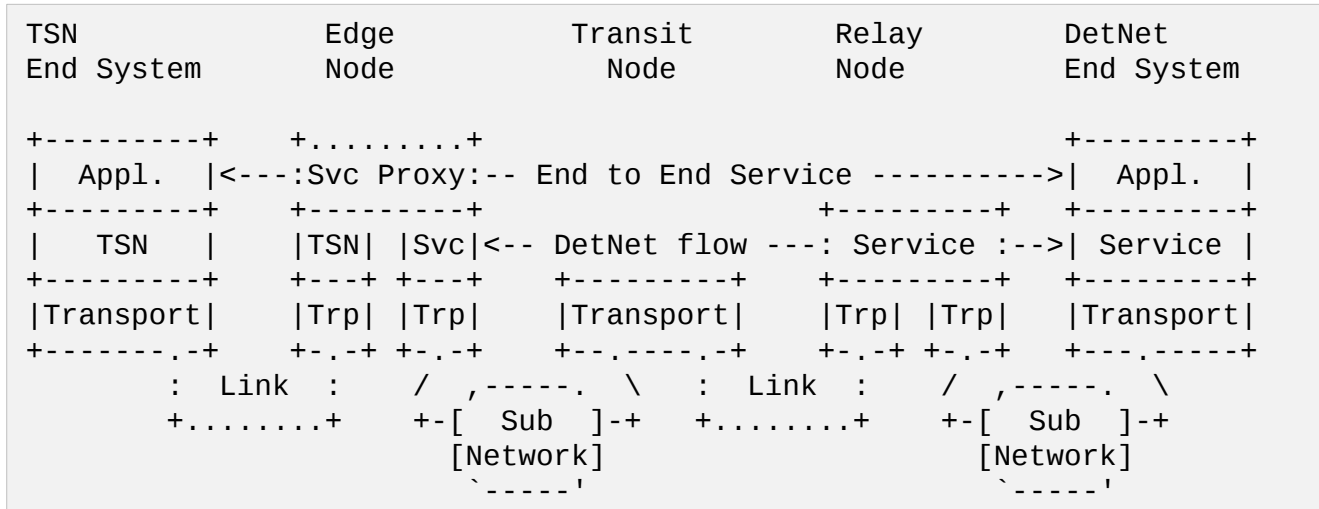 TSN                Edge            Transit         Relay          DetNet
End System        Node              Node          Node           End System

+---------+     +.........+                                     +---------+
|  Appl.  |<---:Svc Proxy:-- End to End Service ---------->|  Appl.  |
+---------+     +---------+                     +---------+   +---------+
|   TSN   |     |TSN| |Svc|<-- DetNet flow ---: Service :-->| Service |
+---------+     +---+ +---+     +---------+     +---------+   +---------+
|Transport|     |Trp| |Trp|     |Transport|     |Trp| |Trp|   |Transport|
+-------.-+     +-.-+ +-.-+     +--.----.-+     +-.-+ +-.-+   +---.-----+
        :  Link  :    /  ,-----.  \   :  Link  :    /  ,-----.  \
        +........+    +-[  Sub  ]-+   +........+    +-[  Sub  ]-+
                        [Network]                     [Network]
                         `-----'                       `-----'